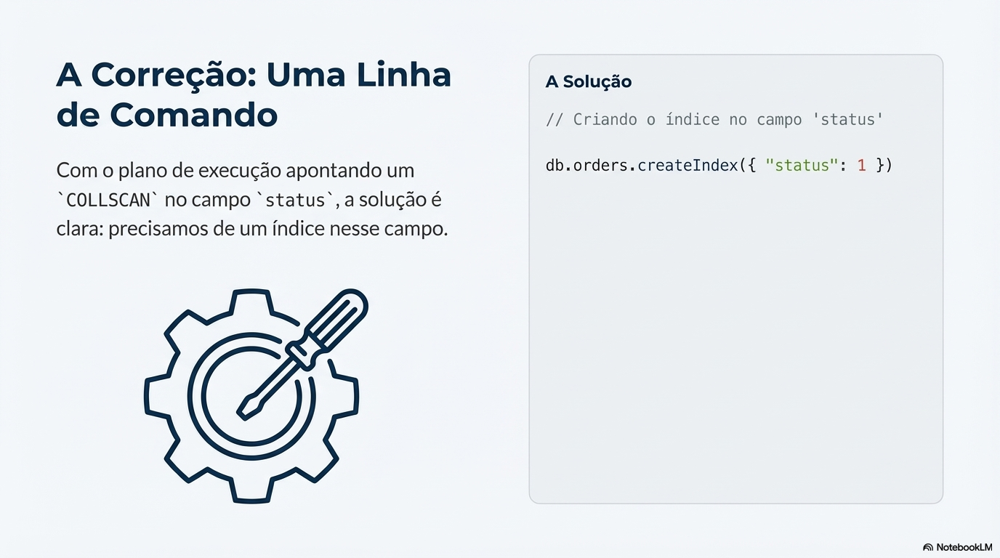 A Correção: Uma Linha
de Comando
Com o plano de execução apontando um
`COLLSCAN` no campo `status`, a solução é
clara: precisamos de um índice nesse campo.
A Solução
// Criando o índice no campo 'status'
db.orders.createIndex({ "status": 1 })
NotebookLM